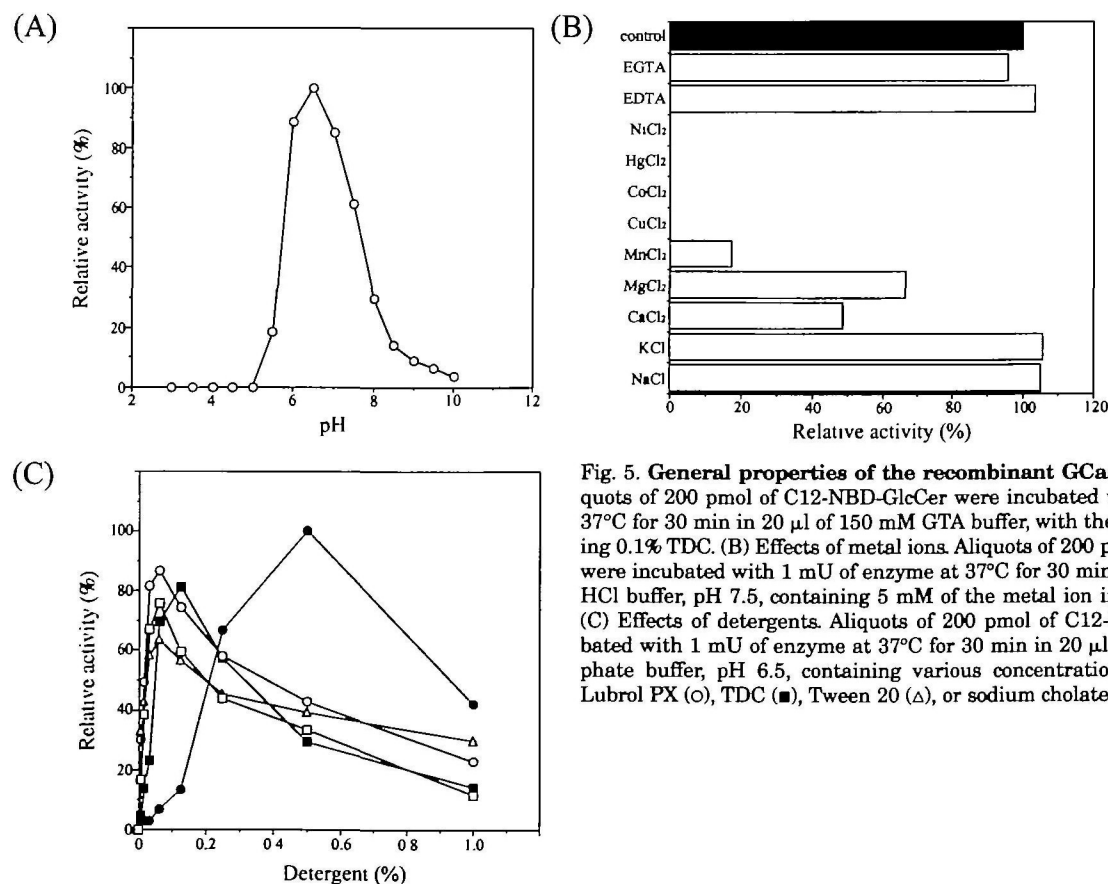 (A)
Relative activity (%)
100
80
60
40
20
0
2
4
6
8
10
12
pH
(B)
control
EGTA
EDTA
NiCl2
HgCl2
CoCl2
CuCl2
MnCl2
MgCl2
CaCl2
KCl
NaCl
0
20
40
60
80
100
120
Relative activity (%)
(C)
Relative activity (%)
100
80
60
40
20
0
0
0.2
0.4
0.6
0.8
1.0
Detergent (%)
Fig. 5. General properties of the recombinant GCa
quots of 200 pmol of C12-NBD-GlcCer were incubated
37°C for 30 min in 20 μl of 150 mM GTA buffer, with the
ing 0.1% TDC. (B) Effects of metal ions. Aliquots of 200 p
were incubated with 1 mU of enzyme at 37°C for 30 min
HCl buffer, pH 7.5, containing 5 mM of the metal ion i
(C) Effects of detergents. Aliquots of 200 pmol of C12-
bated with 1 mU of enzyme at 37°C for 30 min in 20 μl
phate buffer, pH 6.5, containing various concentratio
Lubrol PX (○), TDC (■), Tween 20 (△), or sodium cholate